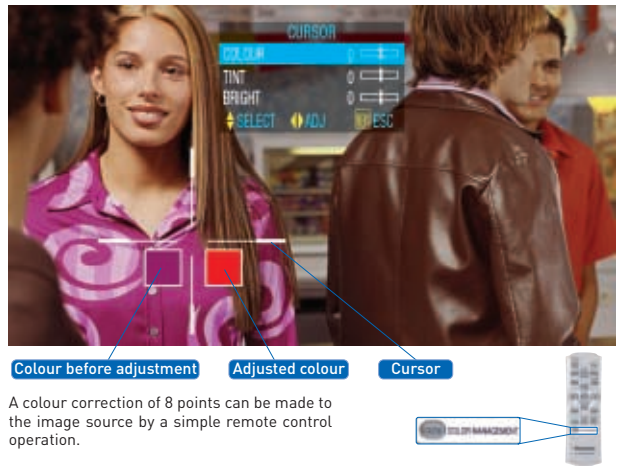 CURSOR
COLOUR 0
TINT 0
BRIGHT 0
SELECT ADJ ESC
Colour before adjustment Adjusted colour Cursor
A colour correction of 8 points can be made to
the image source by a simple remote control
operation.
COLOR MANAGEMENT